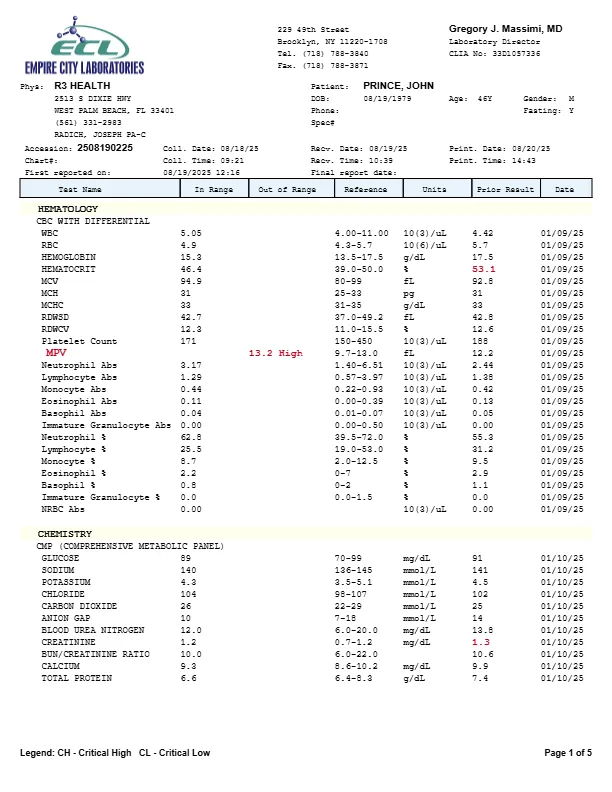 229 49th Street
Brooklyn, NY 11220-1708
Tel. (718) 788-3840
Fax. (718) 788-3871
Gregory J. Massimi, MD
Laboratory Director
CLIA No: 33D1057336
ECL
EMPIRE CITY LABORATORIES
Phys: R3 HEALTH
2513 S DIXIE HWY
WEST PALM BEACH, FL 33401
(561) 331-2983
RADICH, JOSEPH PA-C
Patient: PRINCE, JOHN
DOB: 08/19/1979 Age: 46Y Gender: M
Phone: Fasting: Y
Spec#
Accession: 2508190225 Coll. Date: 08/18/25 Recv. Date: 08/19/25 Print. Date: 08/20/25
Chart#: Coll. Time: 09:21 Recv. Time: 10:39 Print. Time: 14:43
First reported on: 08/19/2025 12:16 Final report date:
Test Name In Range Out of Range Reference Units Prior Result Date
HEMATOLOGY
CBC WITH DIFFERENTIAL
WBC 5.05 4.00-11.00 10(3)/uL 4.42 01/09/25
RBC 4.9 4.3-5.7 10(6)/uL 5.7 01/09/25
HEMOGLOBIN 15.3 13.5-17.5 g/dL 17.5 01/09/25
HEMATOCRIT 46.4 39.0-50.0 % 53.1 01/09/25
MCV 94.9 80-99 fL 92.8 01/09/25
MCH 31 25-33 pg 31 01/09/25
MCHC 33 31-35 g/dL 33 01/09/25
RDWSD 42.7 37.0-49.2 fL 42.8 01/09/25
RDWCV 12.3 11.0-15.5 % 12.6 01/09/25
Platelet Count 171 150-450 10(3)/uL 188 01/09/25
MPV 13.2 High 9.7-13.0 fL 12.2 01/09/25
Neutrophil Abs 3.17 1.40-6.51 10(3)/uL 2.44 01/09/25
Lymphocyte Abs 1.29 0.57-3.97 10(3)/uL 1.38 01/09/25
Monocyte Abs 0.44 0.22-0.93 10(3)/uL 0.42 01/09/25
Eosinophil Abs 0.11 0.00-0.39 10(3)/uL 0.13 01/09/25
Basophil Abs 0.04 0.01-0.07 10(3)/uL 0.05 01/09/25
Immature Granulocyte Abs 0.00 0.00-0.50 10(3)/uL 0.00 01/09/25
Neutrophil % 62.8 39.5-72.0 % 55.3 01/09/25
Lymphocyte % 25.5 19.0-53.0 % 31.2 01/09/25
Monocyte % 8.7 2.0-12.5 % 9.5 01/09/25
Eosinophil % 2.2 0-7 % 2.9 01/09/25
Basophil % 0.8 0-2 % 1.1 01/09/25
Immature Granulocyte % 0.0 0.0-1.5 % 0.0 01/09/25
NRBC Abs 0.00 10(3)/uL 0.00 01/09/25
CHEMISTRY
CMP (COMPREHENSIVE METABOLIC PANEL)
GLUCOSE 89 70-99 mg/dL 91 01/10/25
SODIUM 140 136-145 mmol/L 141 01/10/25
POTASSIUM 4.3 3.5-5.1 mmol/L 4.5 01/10/25
CHLORIDE 104 98-107 mmol/L 102 01/10/25
CARBON DIOXIDE 26 22-29 mmol/L 25 01/10/25
ANION GAP 10 7-18 mmol/L 14 01/10/25
BLOOD UREA NITROGEN 12.0 6.0-20.0 mg/dL 13.8 01/10/25
CREATININE 1.2 0.7-1.2 mg/dL 1.3 01/10/25
BUN/CREATININE RATIO 10.0 6.0-22.0 10.6 01/10/25
CALCIUM 9.3 8.6-10.2 mg/dL 9.9 01/10/25
TOTAL PROTEIN 6.6 6.4-8.3 g/dL 7.4 01/10/25
Legend: CH - Critical High CL - Critical Low Page 1 of 5